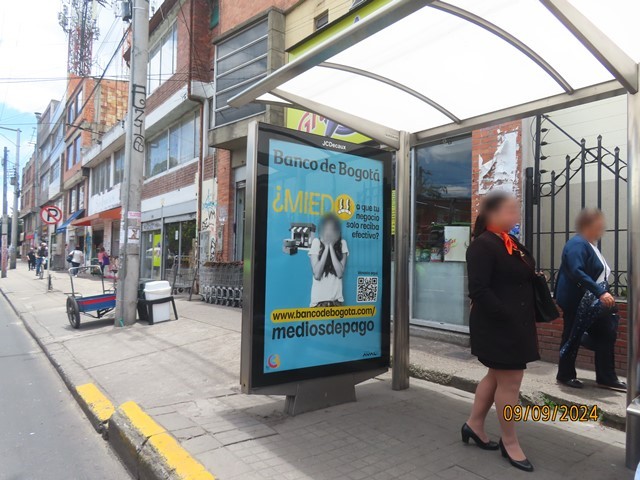 JCDecaux
Banco de Bogotá
¿MIEDO
a que tu
negocio
solo reciba
efectivo?
www.bancodebogota.com/
mediosdepago
09/09/2024